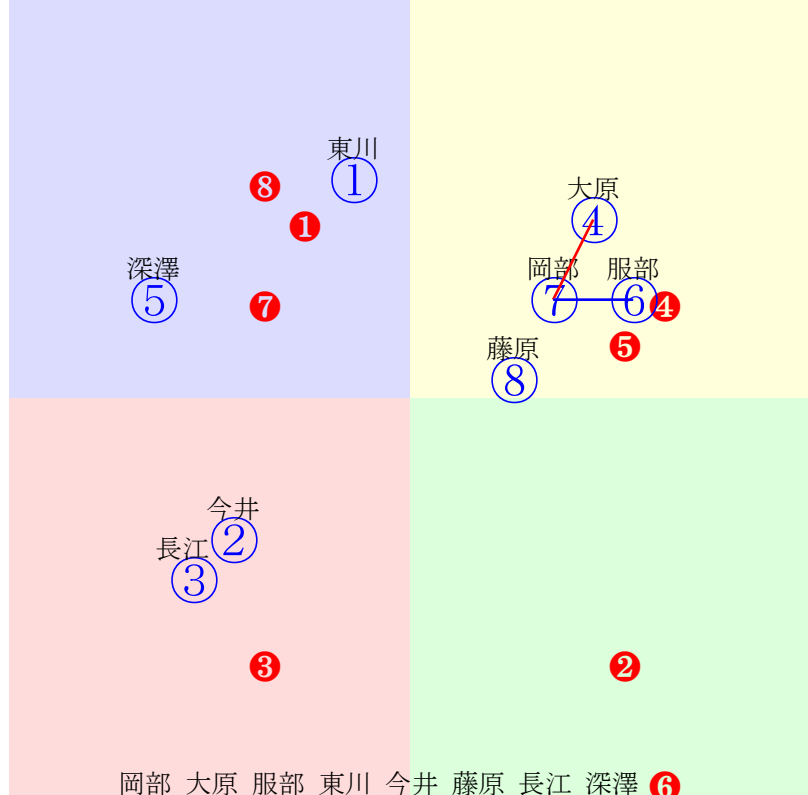 東川
①
❽
大原
❶
④
深澤
岡部 服部
⑤
❼
⑦ ⑥ ❹
❺
藤原
⑧
今井
②
長江
③
❸
❷
岡部 大原 服部 東川 今井 藤原 長江 深澤 ❻